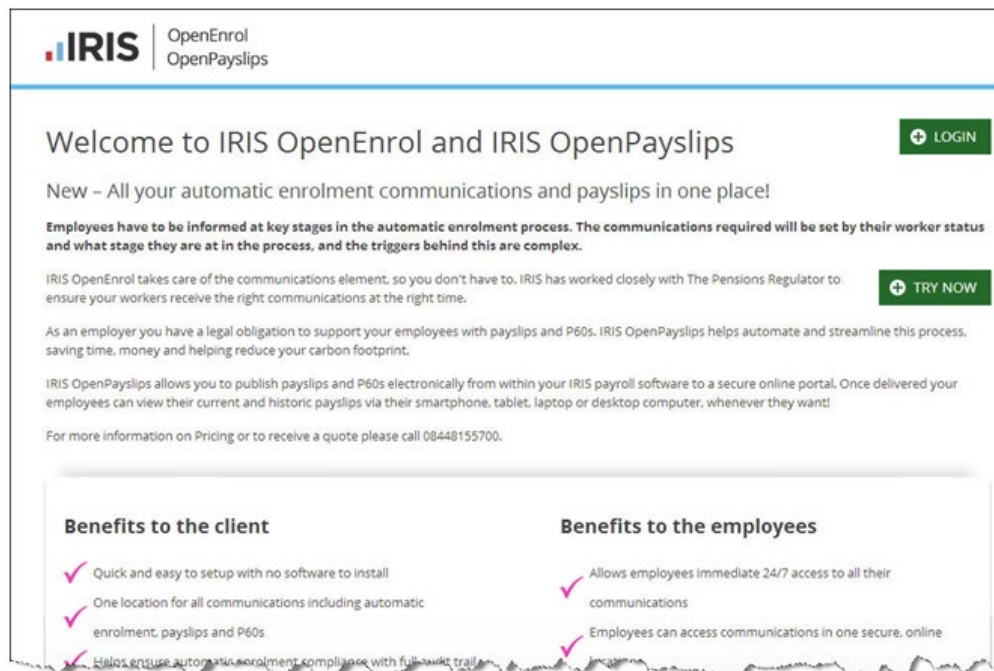 IRIS
OpenEnrol
OpenPayslips
Welcome to IRIS OpenEnrol and IRIS OpenPayslips
LOGIN
New – All your automatic enrolment communications and payslips in one place!
Employees have to be informed at key stages in the automatic enrolment process. The communications required will be set by their worker status
and what stage they are at in the process, and the triggers behind this are complex.
IRIS OpenEnrol takes care of the communications element, so you don't have to. IRIS has worked closely with The Pensions Regulator to
ensure your workers receive the right communications at the right time.
TRY NOW
As an employer you have a legal obligation to support your employees with payslips and P60s. IRIS OpenPayslips helps automate and streamline this process,
saving time, money and helping reduce your carbon footprint.
IRIS OpenPayslips allows you to publish payslips and P60s electronically from within your IRIS payroll software to a secure online portal. Once delivered your
employees can view their current and historic payslips via their smartphone, tablet, laptop or desktop computer, whenever they want!
For more information on Pricing or to receive a quote please call 08448155700.
Benefits to the client
Quick and easy to setup with no software to install
One location for all communications including automatic
enrolment, payslips and P60s
Helps ensure automatic enrolment compliance with full audit trail
Benefits to the employees
Allows employees immediate 24/7 access to all their
communications
Employees can access communications in one secure, online